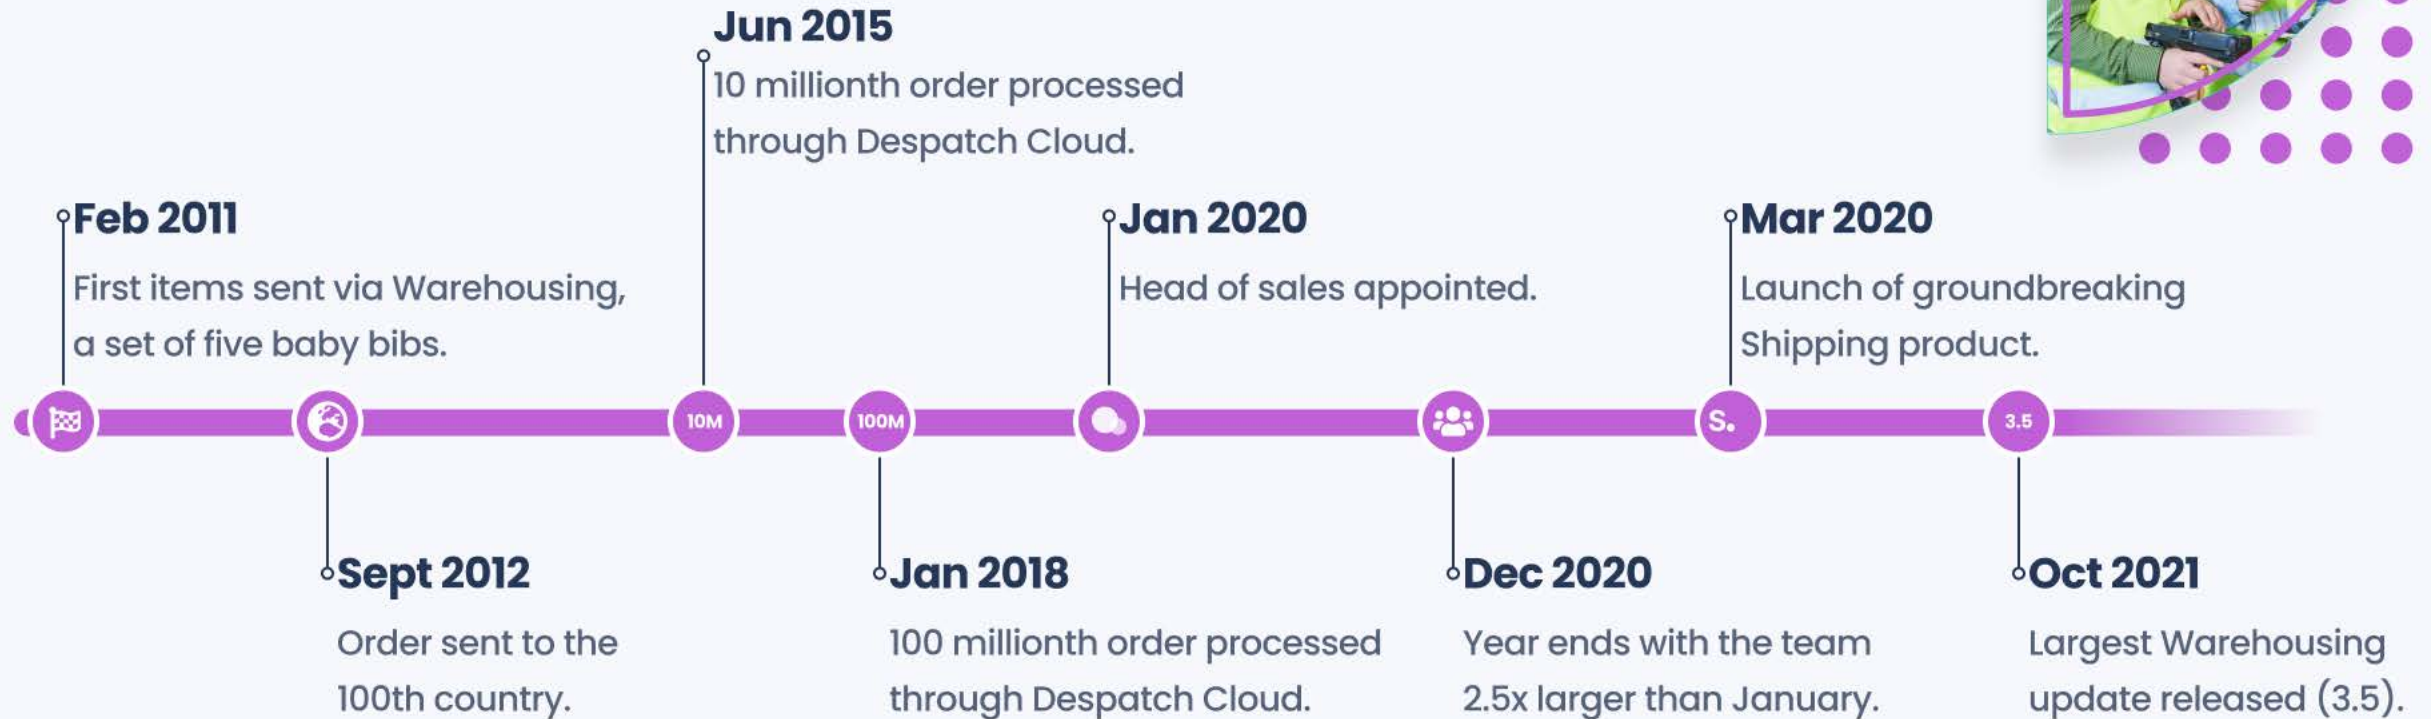 Jun 2015
10 millionth order processed
through Despatch Cloud.
Feb 2011
First items sent via Warehousing,
a set of five baby bibs.
Jan 2020
Head of sales appointed.
Mar 2020
Launch of groundbreaking
Shipping product.
10M
100M
S.
3.5
Sept 2012
Order sent to the
100th country.
Jan 2018
100 millionth order processed
through Despatch Cloud.
Dec 2020
Year ends with the team
2.5x larger than January.
Oct 2021
Largest Warehousing
update released (3.5).